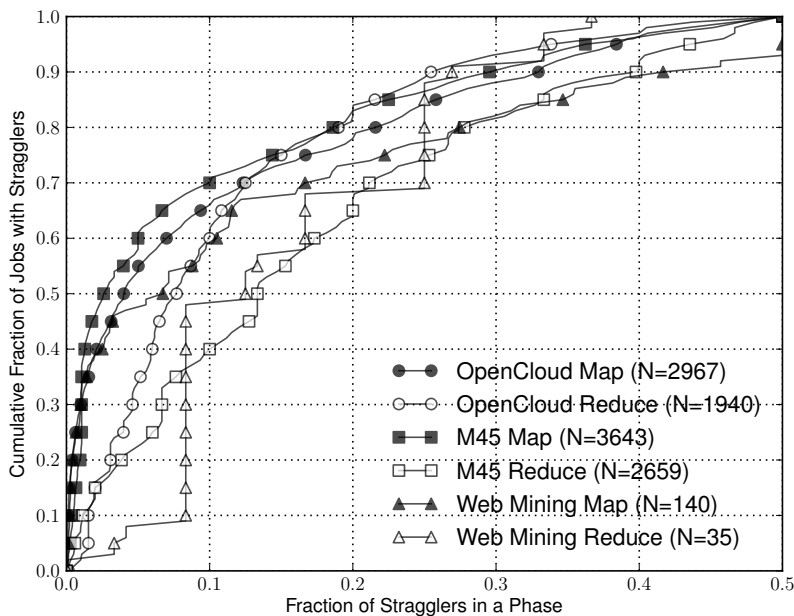 1.0
0.9
0.8
0.7
0.6
0.5
0.4
0.3
0.2
0.1
0.0
Cumulative Fraction of Jobs with Stragglers
OpenCloud Map (N=2967)
OpenCloud Reduce (N=1940)
M45 Map (N=3643)
M45 Reduce (N=2659)
Web Mining Map (N=140)
Web Mining Reduce (N=35)
0.0 0.1 0.2 0.3 0.4 0.5
Fraction of Stragglers in a Phase